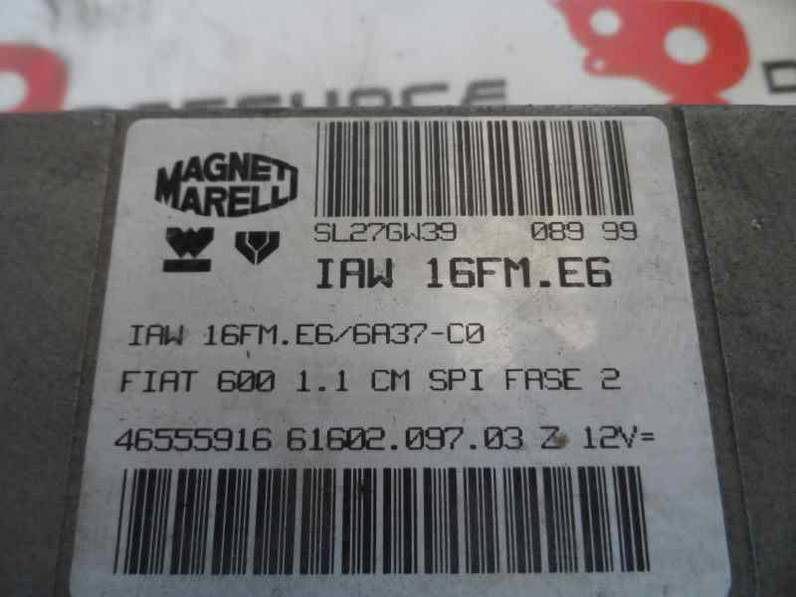 MAGNETI
MARELLI
SL27GW39 089 99
IAW 16FM.E6
IAW 16FM.E6/6A37-C0
FIAT 600 1.1 CM SPI FASE 2
46555916 61602.097.03 Z 12V=